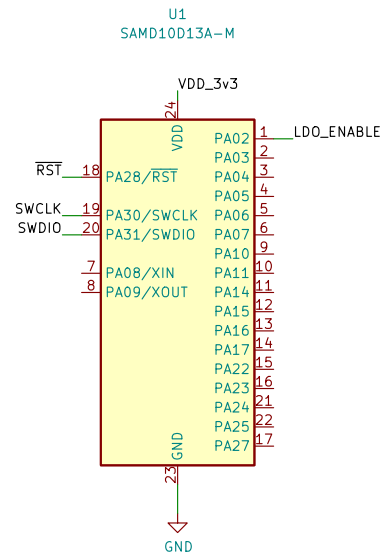 U1
SAMD10D13A-M
VDD_3v3
24
VDD
PA02 1 LDO_ENABLE
PA03 2
RST 18 PA28/RST PA04 3
PA05 4
SWCLK 19 PA30/SWCLK PA06 5
SWDIO 20 PA31/SWDIO PA07 6
PA10 9
7 PA08/XIN PA11 10
8 PA09/XOUT PA14 11
PA15 12
PA16 13
PA17 14
PA22 15
PA23 16
PA24 21
PA25 22
PA27 17
GND
23
GND